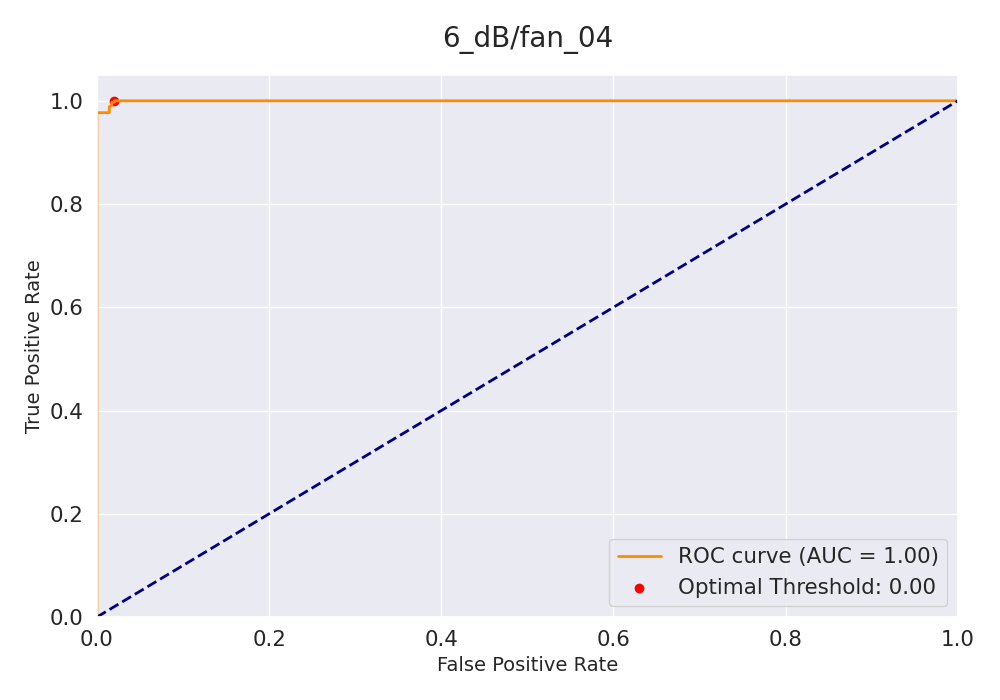 6_dB/fan_04
True Positive Rate
1.0
0.8
0.6
0.4
0.2
0.0
0.0 0.2 0.4 0.6 0.8 1.0
False Positive Rate
ROC curve (AUC = 1.00)
Optimal Threshold: 0.00